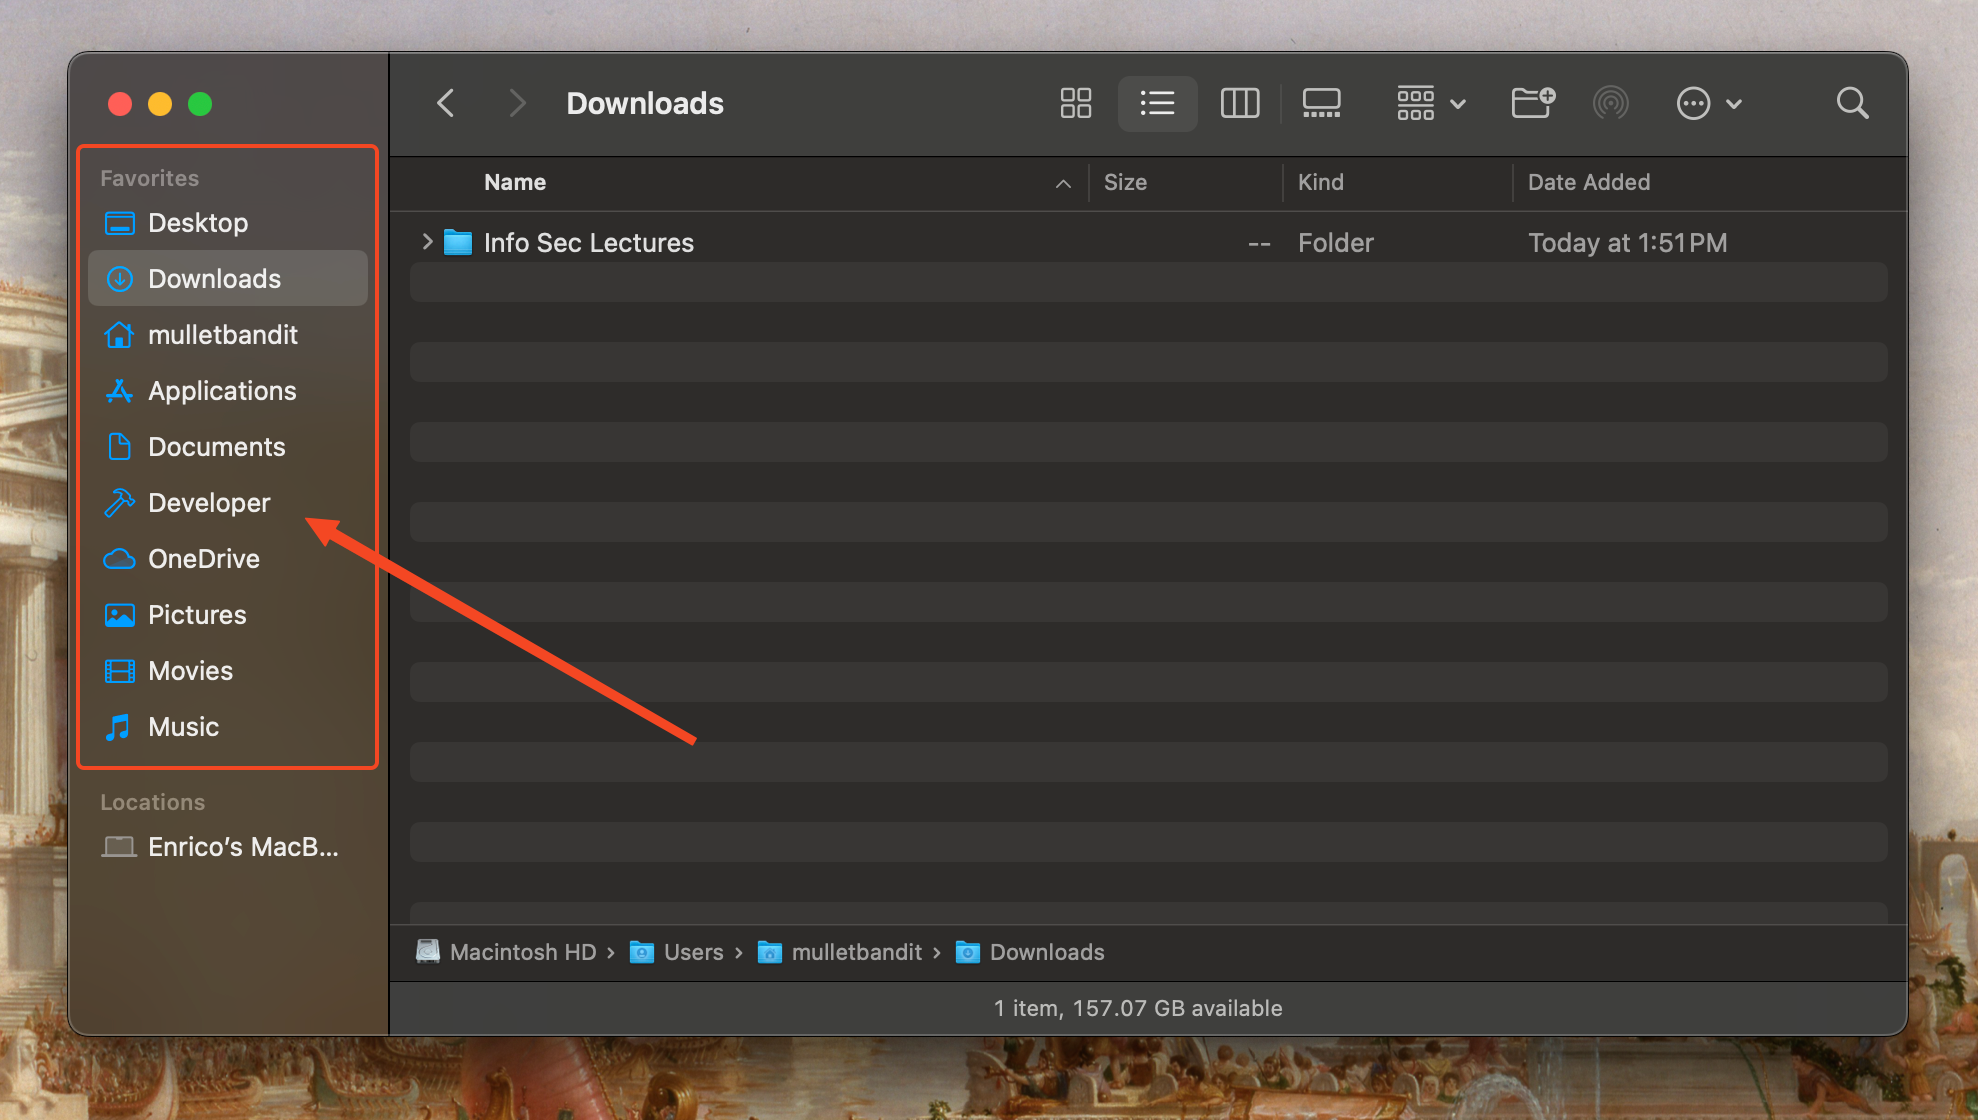 Downloads
Favorites
Desktop
Downloads
mulletbandit
Applications
Documents
Developer
OneDrive
Pictures
Movies
Music
Locations
Enrico’s MacB...
Name Size Kind Date Added
Info Sec Lectures -- Folder Today at 1:51 PM
Macintosh HD › Users › mulletbandit › Downloads
1 item, 157.07 GB available